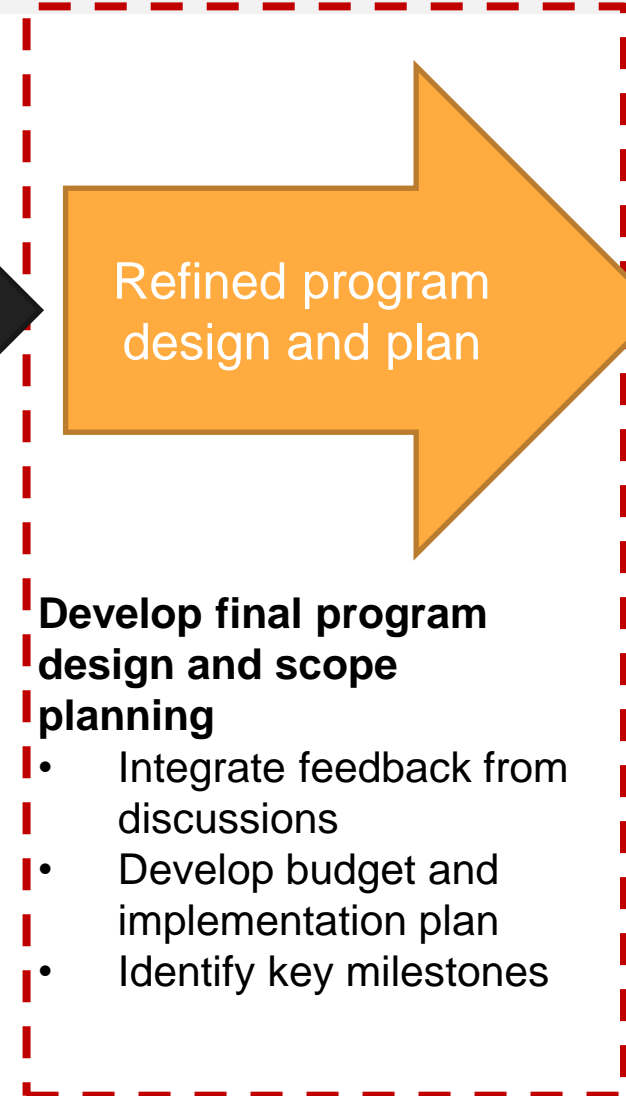 Refined program
design and plan
Develop final program
design and scope
planning
• Integrate feedback from
discussions
• Develop budget and
implementation plan
• Identify key milestones